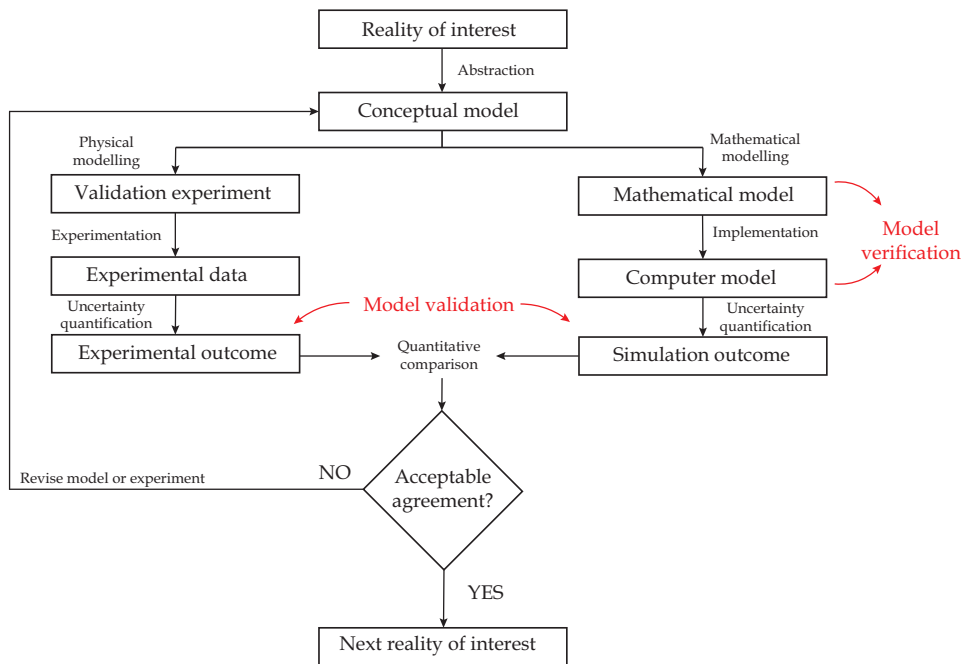 Reality of interest
Abstraction
Conceptual model
Physical
modelling
Mathematical
modelling
Validation experiment
Mathematical model
Experimentation
Implementation
Model
verification
Experimental data
Computer model
Uncertainty
quantification
Model validation
Uncertainty
quantification
Experimental outcome
Quantitative
comparison
Simulation outcome
Revise model or experiment
NO
Acceptable
agreement?
YES
Next reality of interest